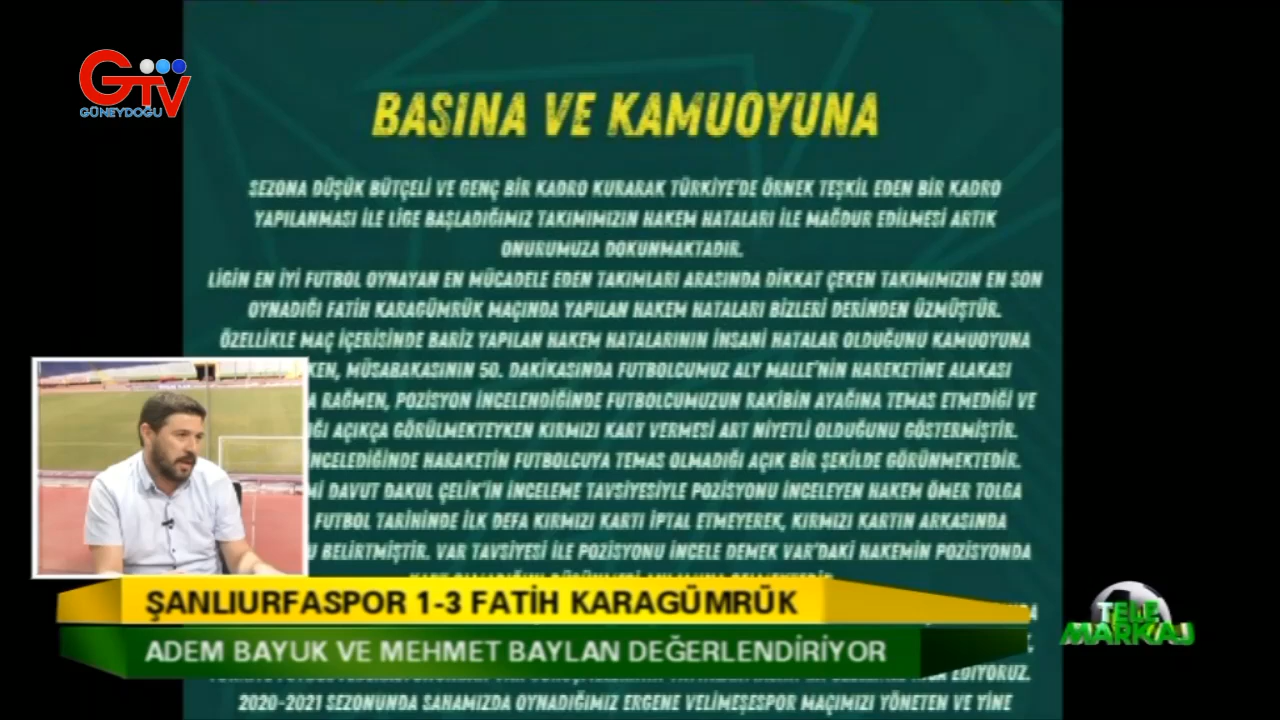 GTV
GÜNEYDOĞU
BASINA VE KAMUOYUNA
SEZONA DÜŞÜK BÜTÇELİ VE GENÇ BİR KADRO KURARAK TÜRKİYE'DE ÖRNEK TEŞKİL EDEN BİR KADRO
YAPILANMASI İLE LİGE BAŞLADIĞIMIZ TAKIMIMIZIN HAKEM HATALARI İLE MAĞDUR EDİLMESİ ARTIK
ONURUMUZA DOKUNMAKTADIR.
LİGİN EN İYİ FUTBOL OYNAYAN EN MÜCADELE EDEN TAKIMLARI ARASINDA DİKKAT ÇEKEN TAKIMIMIZIN EN SON
OYNADIĞI FATİH KARAGÜMRÜK MAÇINDA YAPILAN HAKEM HATALARI BİZLERİ DERİNDEN ÜZMÜŞTÜR.
ÖZELLİKLE MAÇ İÇERİSİNDE BARİZ YAPILAN HAKEM HATALARININ İNSANİ HATALAR OLDUĞUNU KAMUOYUNA
KEN, MÜSABAKASININ 50. DAKİKASINDA FUTBOLCUMUZ ALY MALLE'NİN HAREKETİNE ALAKASI
RAĞMEN, POZİSYON İNCELENDİĞİNDE FUTBOLCUMUZUN RAKİBİN AYAĞINA TEMAS ETMEDİĞİ VE
AÇIKÇA GÖRÜLMEKTEYKEN KIRMIZI KART VERMESİ ART NİYETLİ OLDUĞUNU GÖSTERMİŞTİR.
NCELEDİĞİNDE HARAKETİN FUTBOLCUYA TEMAS OLMADIĞI AÇIK BİR ŞEKİLDE GÖRÜNMEKTEDİR.
Mİ DAVUT DAKUL ÇELİK'İN İNCELEME TAVSİYESİYLE POZİSYONU İNCELEYEN HAKEM ÖMER TOLGA
FUTBOL TARİHİNDE İLK DEFA KIRMIZI KARTI İPTAL ETMEYEREK, KIRMIZI KARTIN ARKASINDA
BELİRTMİŞTİR. VAR TAVSİYESİ İLE POZİSYONU İNCELE DEMEK VAR'DAKİ HAKEMİN POZİSYONDA
ŞANLIURFASPOR 1-3 FATİH KARAGÜMRÜK
ADEM BAYUK VE MEHMET BAYLAN DEĞERLENDİRİYOR
TELE
MARKAJ
EDİYORUZ.
2020-2021 SEZONUNDA SAHAMIZDA OYNADIĞIMIZ ERGENE VELİMEŞESPOR MAÇIMIZI YÖNETEN VE YİNE